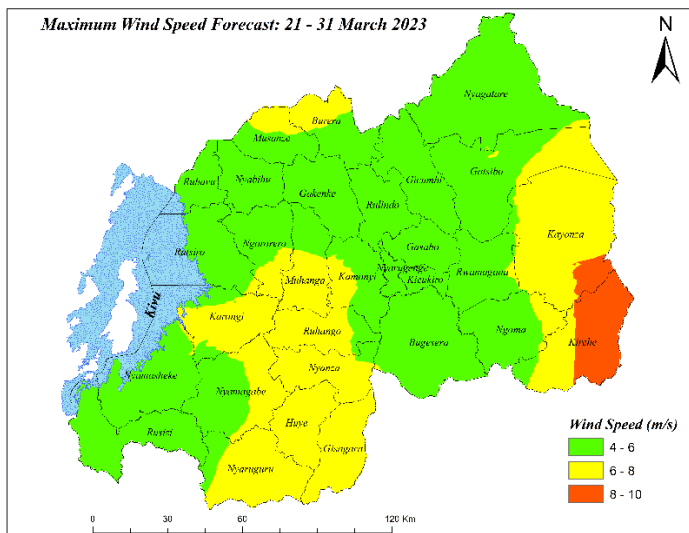 Maximum Wind Speed Forecast: 21 - 31 March 2023
N
Nyagatare
Burera
Musanze
Gatsibo
Rubavu
Nyabihu
Gicumbi
Gakenke
Rulindo
Kayonza
Rutsiro
Ngororero
Gasabo
Nyarugenge
Rwamagana
Kicukiro
Muhanga
Kamonyi
Kivu
Karongi
Ruhango
Bugesera
Ngoma
Kirehe
Nyamasheke
Nyanza
Nyamagabe
Huye
Rusizi
Gisagara
Nyaruguru
Wind Speed (m/s)
4 - 6
6 - 8
8 - 10
0 30 60 120 Km